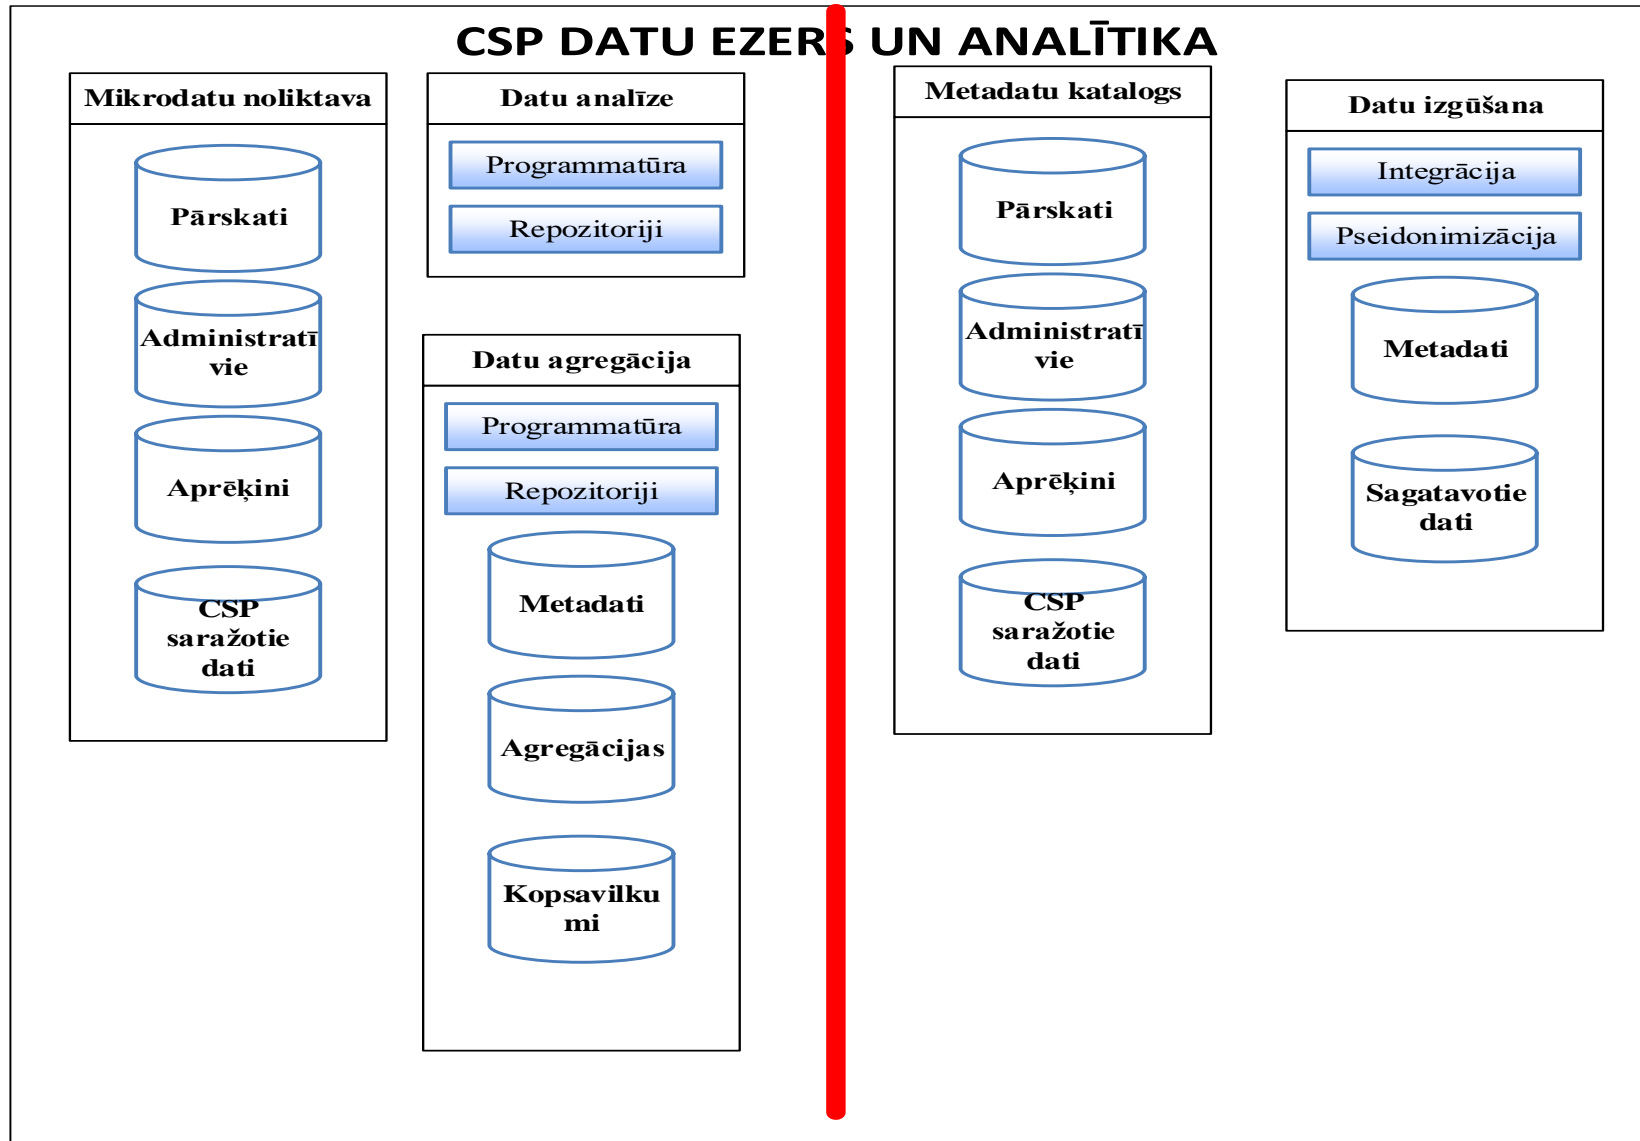 CSP DATU EZERS UN ANALĪTIKA
Mikrodatu noliktava
Pārskati
Administratī
vie
Aprēķini
CSP
saražotie
dati
Datu analīze
Programmatūra
Repozitoriji
Datu agregācija
Programmatūra
Repozitoriji
Metadati
Agregācijas
Kopsavilku
mi
Metadatu katalogs
Pārskati
Administratī
vie
Aprēķini
CSP
saražotie
dati
Datu izgūšana
Integrācija
Pseidonimizācija
Metadati
Sagatavotie
dati